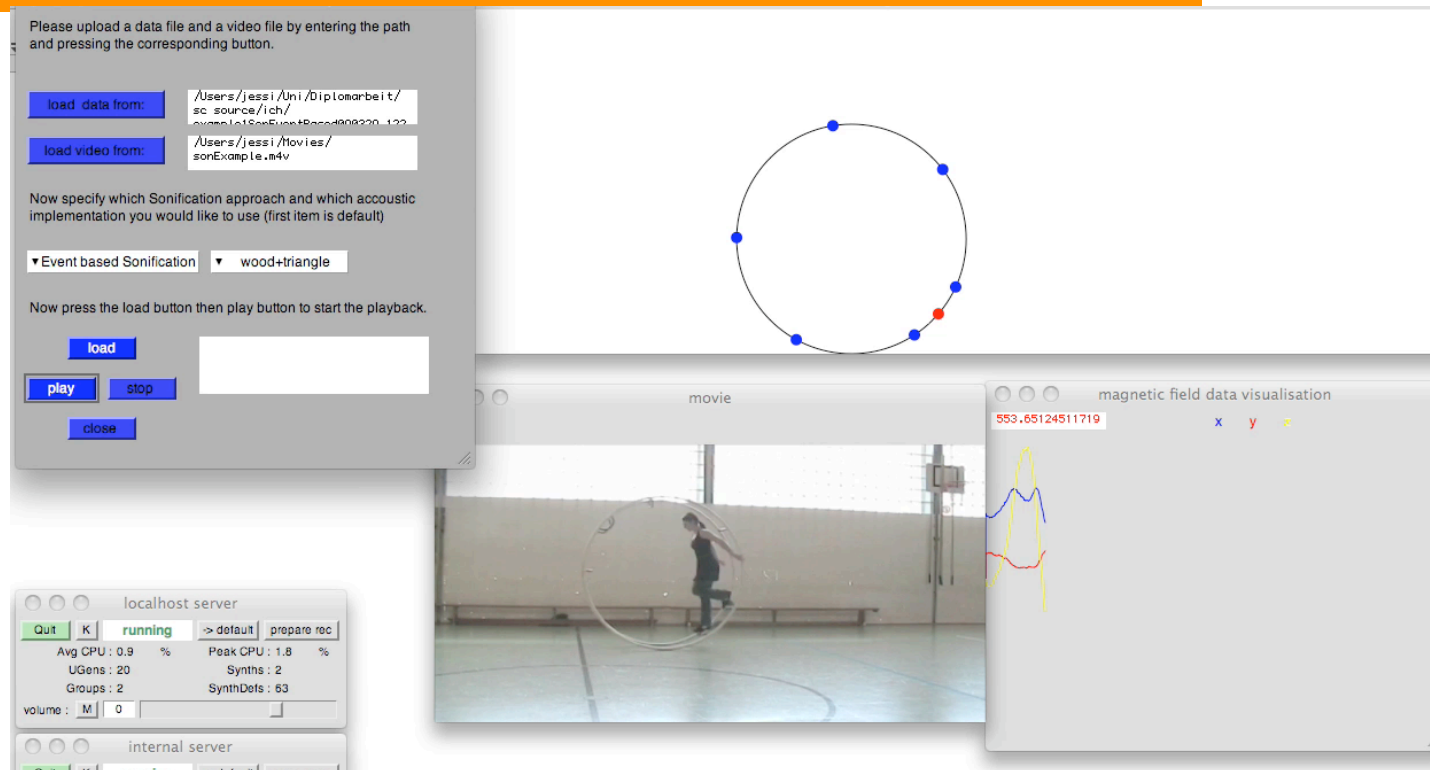 Please upload a data file and a video file by entering the path
and pressing the corresponding button.
load data from:
/Users/jessi/Uni/Diplomarbeit/
sc source/ich/
load video from:
/Users/jessi/Movies/
sonExample.m4v
Now specify which Sonification approach and which accoustic
implementation you would like to use (first item is default)
▾Event based Sonification ▾ wood+triangle
Now press the load button then play button to start the playback.
load
play stop
close
movie
magnetic field data visualisation
553.65124511719 x y z
localhost server
Quit K running -> default prepare rec
Avg CPU : 0.9 % Peak CPU : 1.8 %
UGens : 20 Synths : 2
Groups : 2 SynthDefs : 63
volume : M 0
internal server